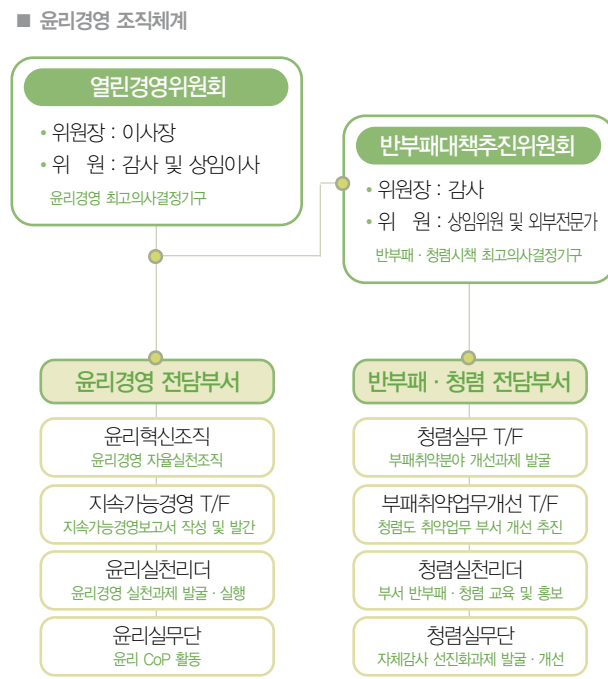 ■ 윤리경영 조직체계
열린경영위원회
• 위원장 : 이사장
• 위 원 : 감사 및 상임이사
윤리경영 최고의사결정기구
반부패대책추진위원회
• 위원장 : 감사
• 위 원 : 상임위원 및 외부전문가
반부패 · 청렴시책 최고의사결정기구
윤리경영 전담부서
윤리혁신조직
윤리경영 자율실천조직
지속가능경영 T/F
지속가능경영보고서 작성 및 발간
윤리실천리더
윤리경영 실천과제 발굴 · 실행
윤리실무단
윤리 CoP 활동
반부패 · 청렴 전담부서
청렴실무 T/F
부패취약분야 개선과제 발굴
부패취약업무개선 T/F
청렴도 취약업무 부서 개선 추진
청렴실천리더
부서 반부패 · 청렴 교육 및 홍보
청렴실무단
자체감사 선진화과제 발굴 · 개선